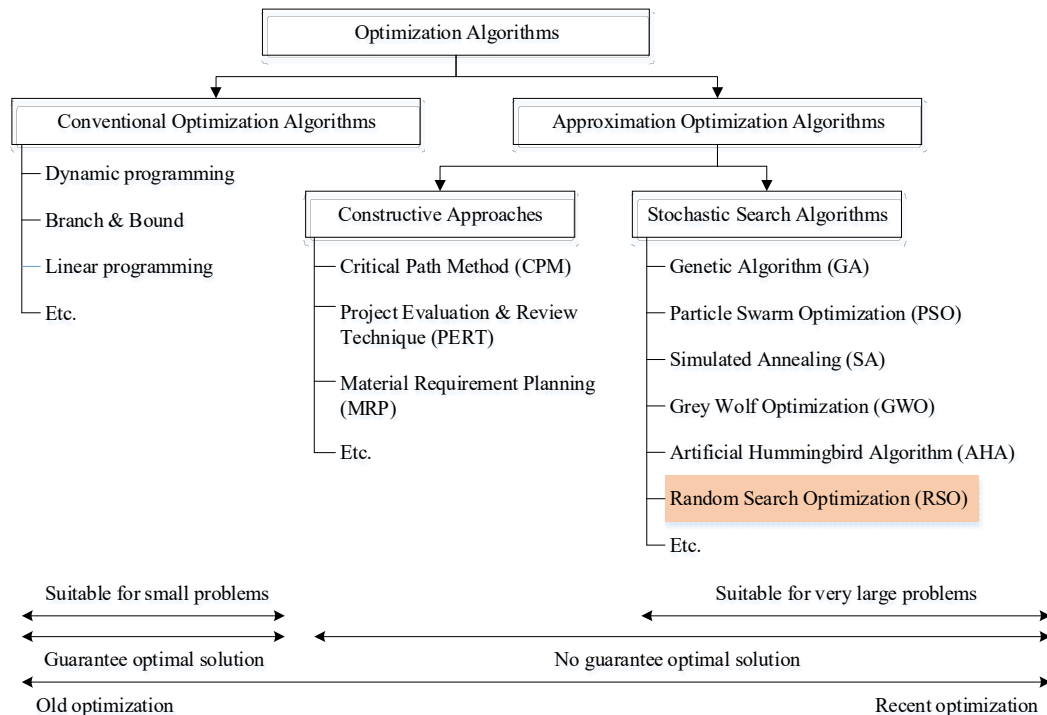 Optimization Algorithms
Conventional Optimization Algorithms
Approximation Optimization Algorithms
Dynamic programming
Branch & Bound
Linear programming
Etc.
Constructive Approaches
Critical Path Method (CPM)
Project Evaluation & Review
Technique (PERT)
Material Requirement Planning
(MRP)
Etc.
Stochastic Search Algorithms
Genetic Algorithm (GA)
Particle Swarm Optimization (PSO)
Simulated Annealing (SA)
Grey Wolf Optimization (GWO)
Artificial Hummingbird Algorithm (AHA)
Random Search Optimization (RSO)
Etc.
Suitable for small problems
Suitable for very large problems
Guarantee optimal solution
No guarantee optimal solution
Old optimization
Recent optimization